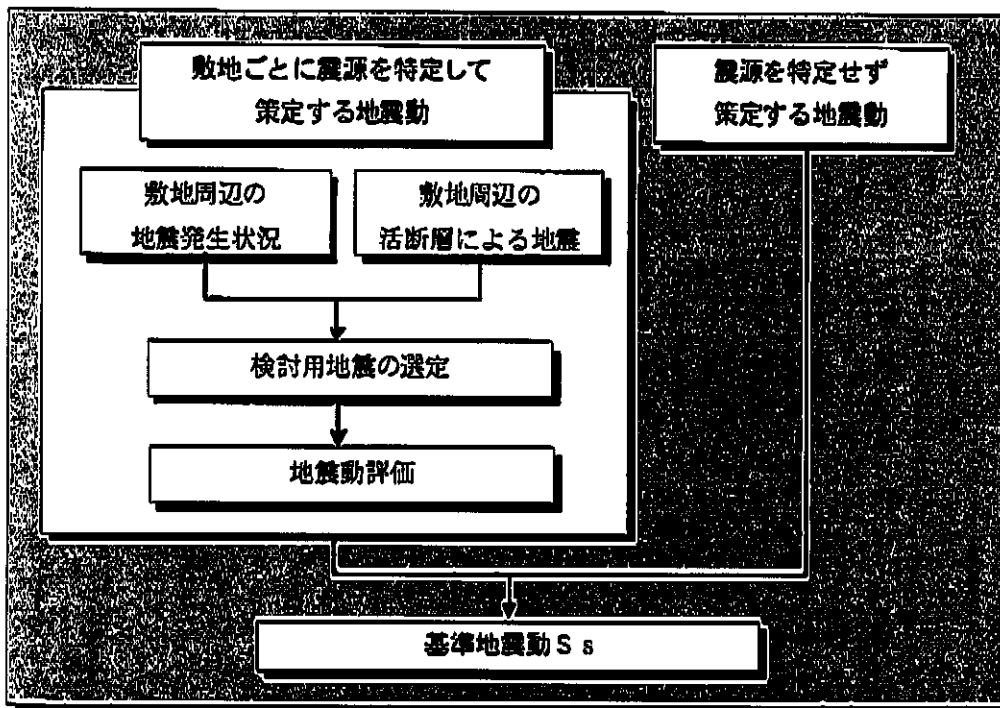 敷地ごとに震源を特定して
策定する地震動
震源を特定せず
策定する地震動
敷地周辺の
地震発生状況
敷地周辺の
活断層による地震
検討用地震の選定
地震動評価
基準地震動Ｓｓ